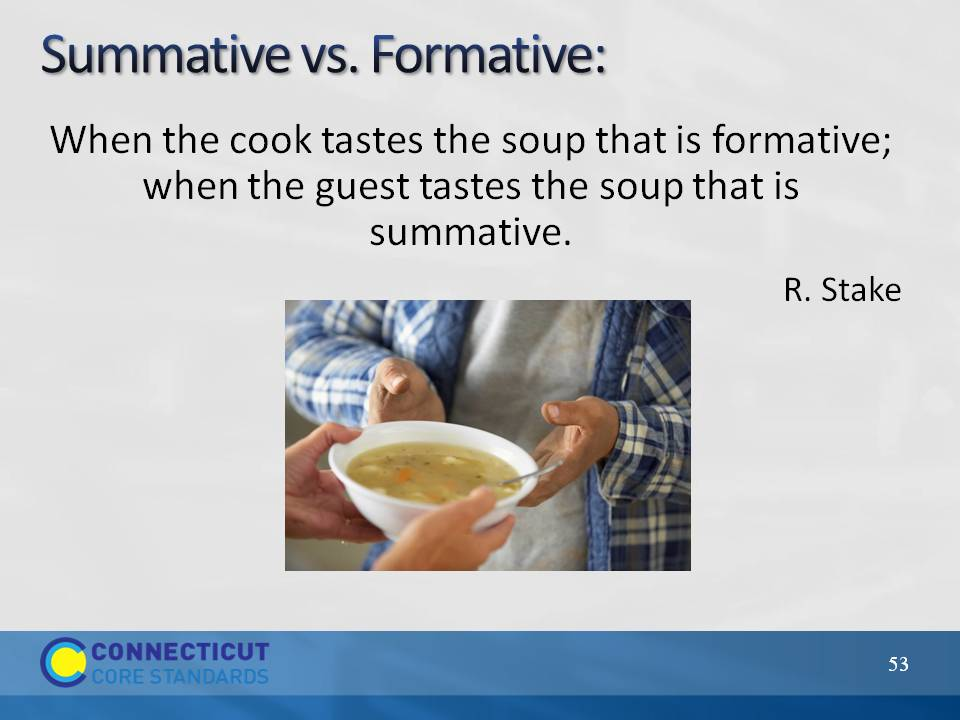 Summative vs. Formative:
When the cook tastes the soup that is formative;
when the guest tastes the soup that is
summative.
R. Stake
CONNECTICUT
CORE STANDARDS
53